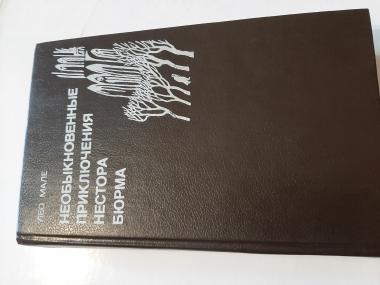 ЛЕО МАЛЕ
НЕОБЫКНОВЕННЫЕ
ПРИКЛЮЧЕНИЯ
НЕСТОРА
БЮРМА